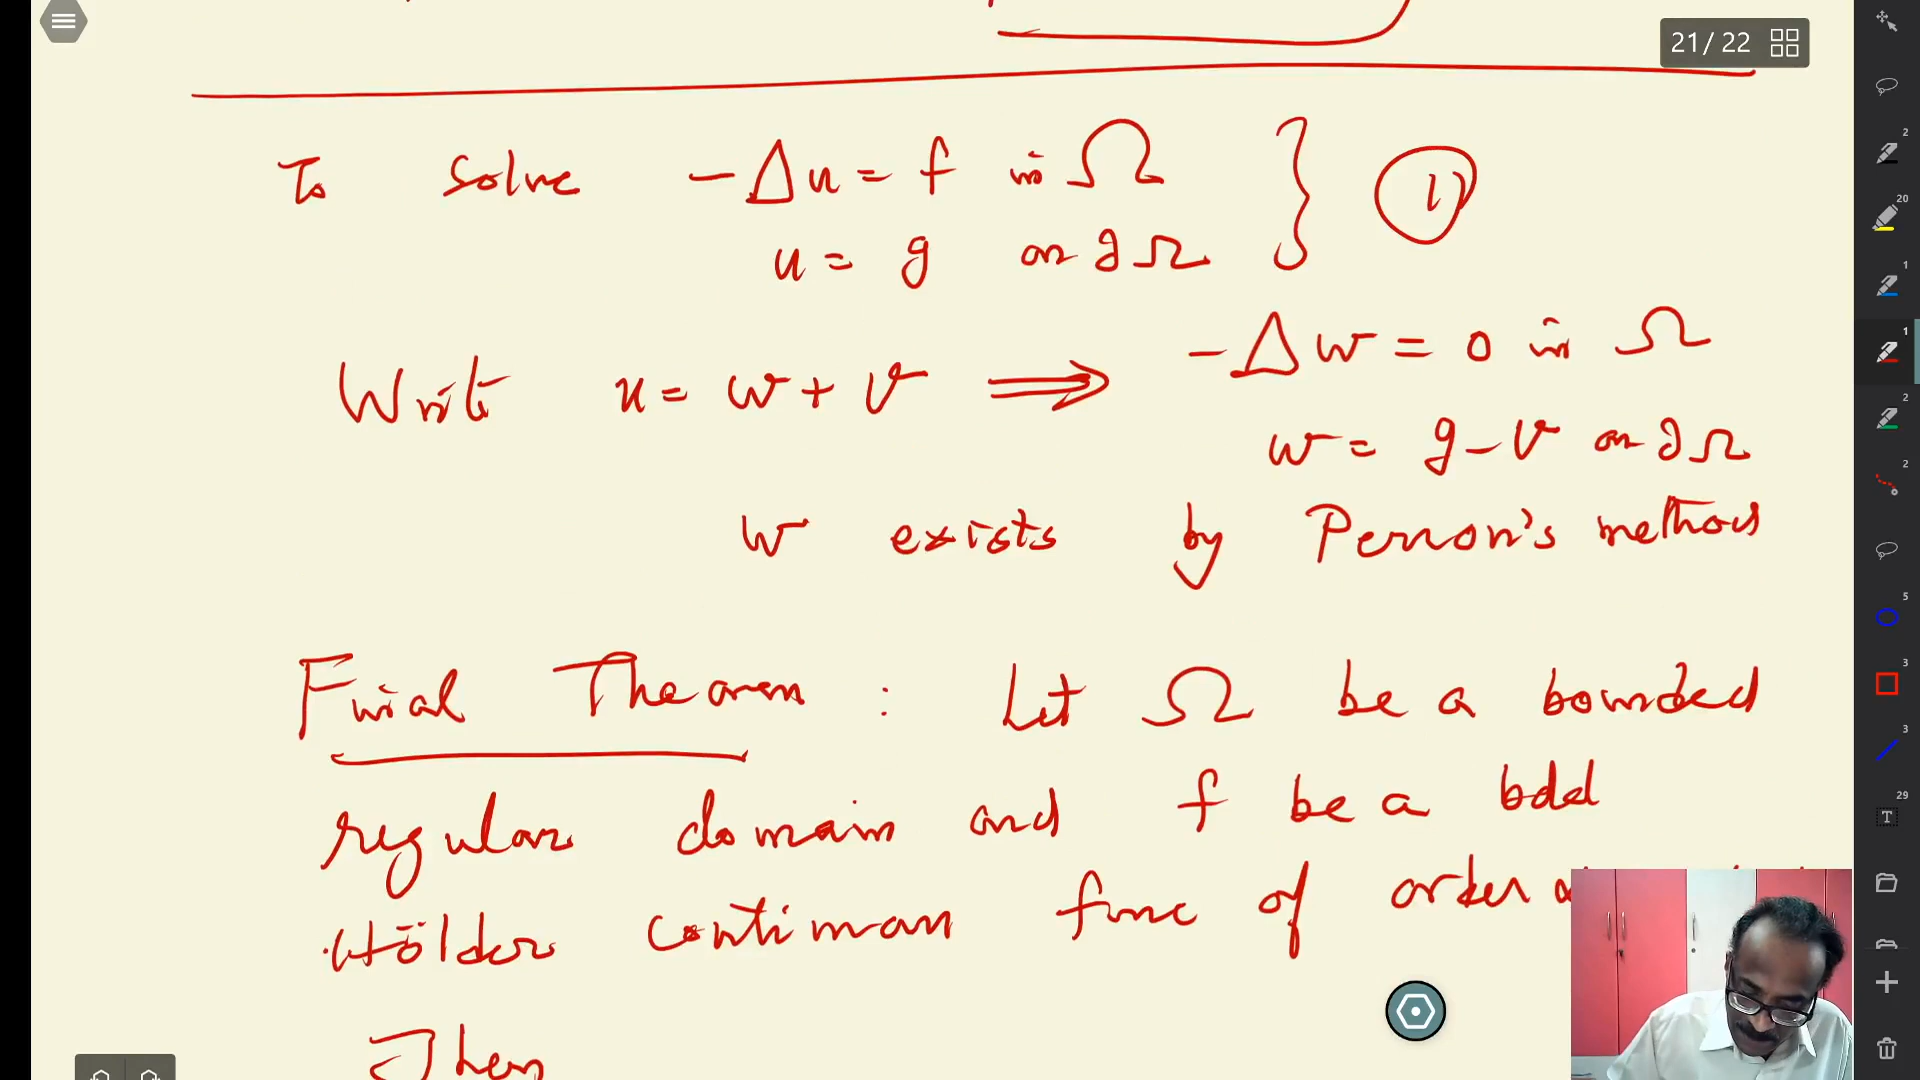 21 / 22
To solve -Δu = f in Ω
u = g on ∂Ω } (1)
Write u = w + v ⟹ -Δw = 0 in Ω
w = g - v on ∂Ω
w exists by Perron's method
Final Theorem : Let Ω be a bounded
regular domain and f be a bdd
Hölder continuous func of order
Then